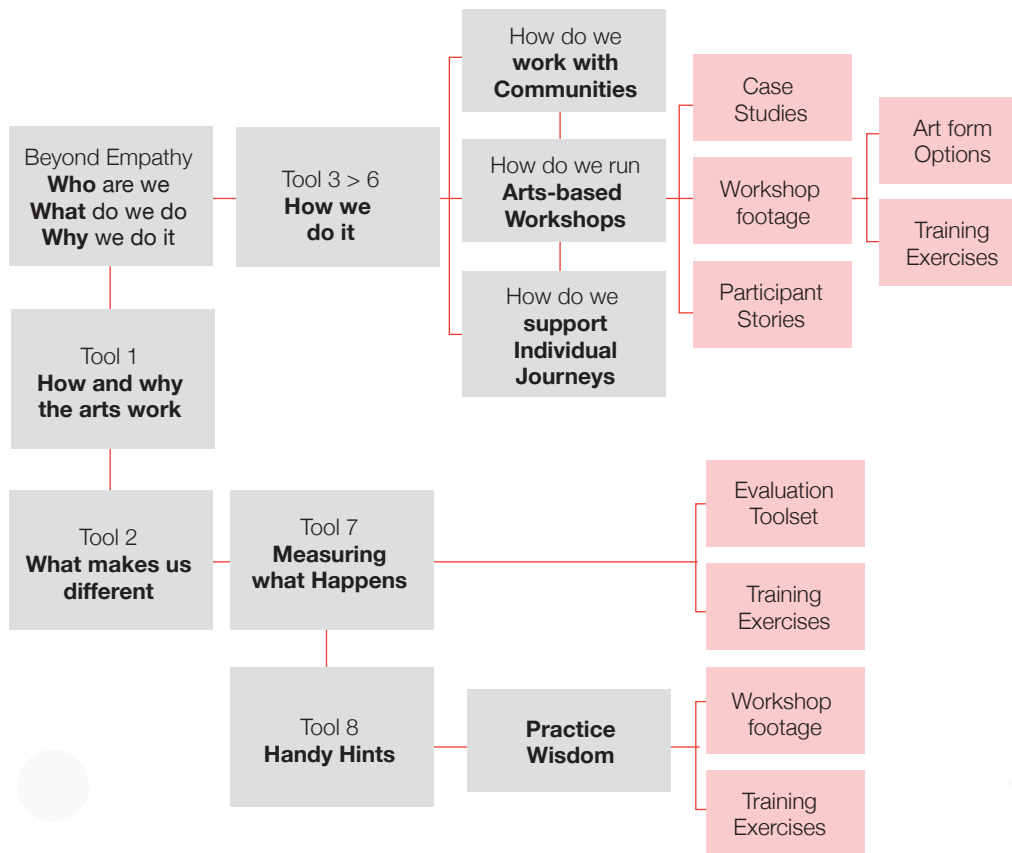 Beyond Empathy
Who are we
What do we do
Why we do it
Tool 3 > 6
How we
do it
How do we
work with
Communities
How do we run
Arts-based
Workshops
How do we
support
Individual
Journeys
Case
Studies
Workshop
footage
Participant
Stories
Art form
Options
Training
Exercises
Tool 1
How and why
the arts work
Tool 2
What makes us
different
Tool 7
Measuring
what Happens
Evaluation
Toolset
Training
Exercises
Tool 8
Handy Hints
Practice
Wisdom
Workshop
footage
Training
Exercises